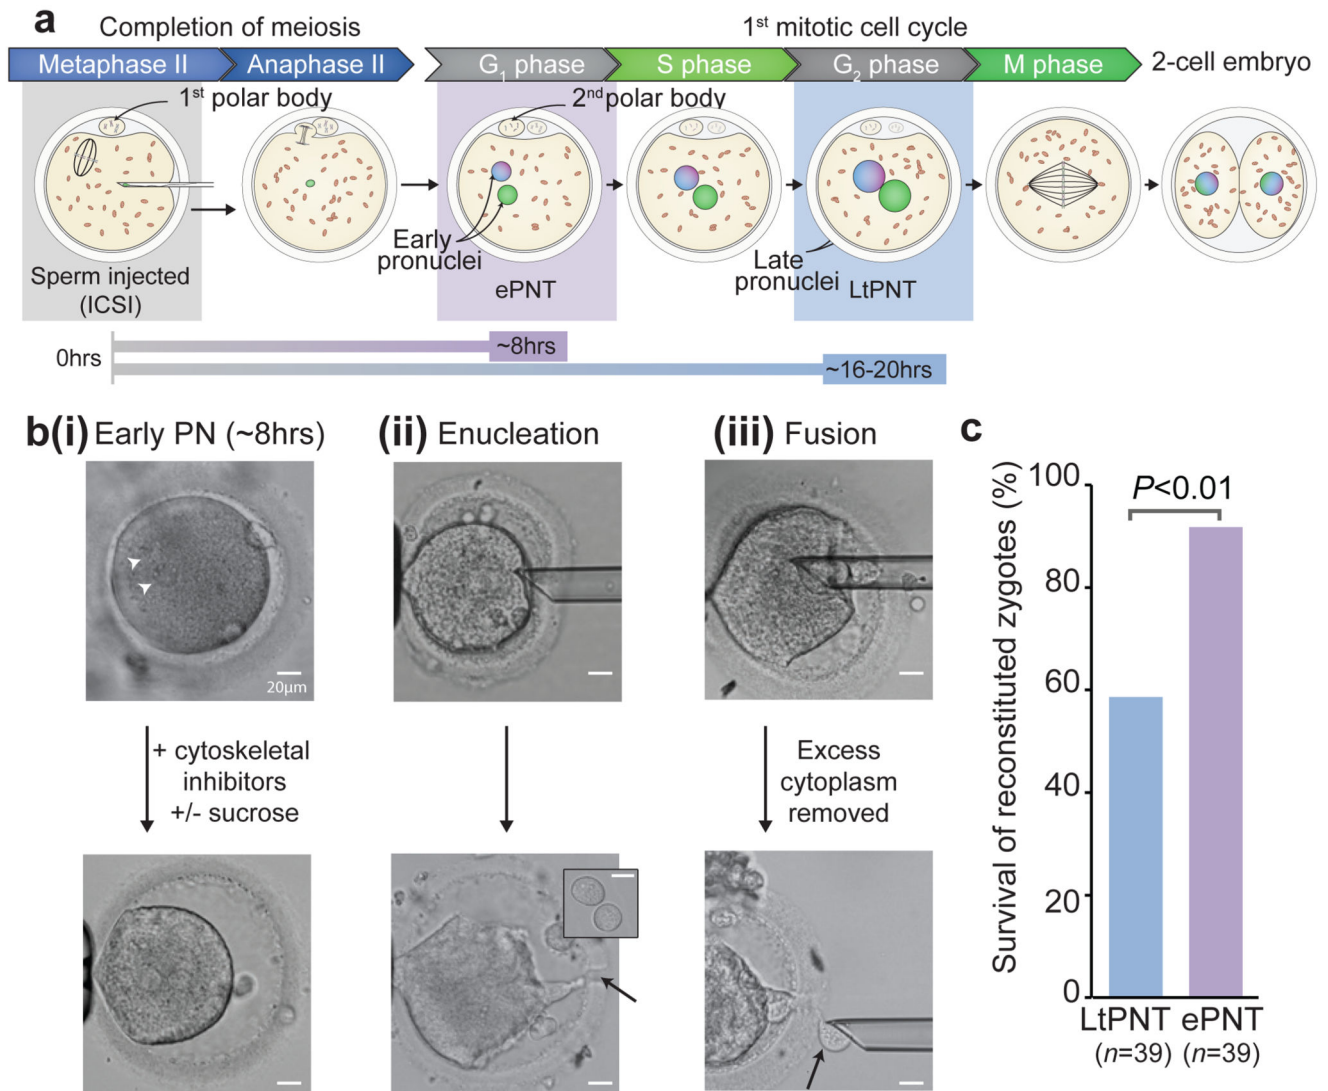 a
Completion of meiosis
1st mitotic cell cycle
Metaphase II
Anaphase II
G1 phase
S phase
G2 phase
M phase
2-cell embryo
1st polar body
2nd polar body
Early
pronuclei
Late
pronuclei
Sperm injected
(ICSI)
ePNT
LtPNT
0hrs
~8hrs
~16-20hrs
b(i) Early PN (~8hrs)
20µm
+ cytoskeletal
inhibitors
+/- sucrose
(ii) Enucleation
(iii) Fusion
Excess
cytoplasm
removed
c
Survival of reconstituted zygotes (%)
100
80
60
40
20
0
P<0.01
LtPNT ePNT
(n=39) (n=39)